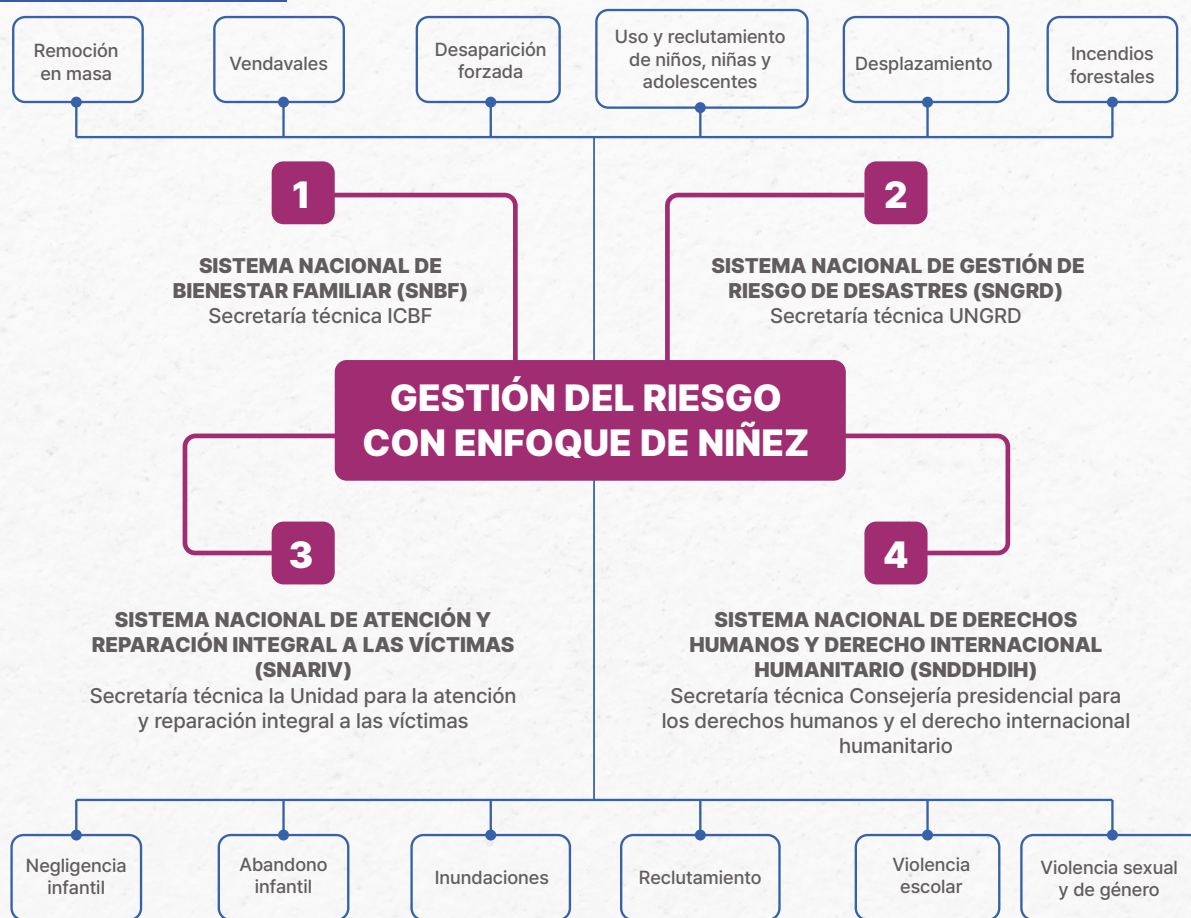 Remoción
en masa
Vendavales
Desaparición
forzada
Uso y reclutamiento
de niños, niñas y
adolescentes
Desplazamiento
Incendios
forestales
1
SISTEMA NACIONAL DE
BIENESTAR FAMILIAR (SNBF)
Secretaría técnica ICBF
2
SISTEMA NACIONAL DE GESTIÓN DE
RIESGO DE DESASTRES (SNGRD)
Secretaría técnica UNGRD
GESTIÓN DEL RIESGO
CON ENFOQUE DE NIÑEZ
3
SISTEMA NACIONAL DE ATENCIÓN Y
REPARACIÓN INTEGRAL A LAS VÍCTIMAS
(SNARIV)
Secretaría técnica la Unidad para la atención
y reparación integral a las víctimas
4
SISTEMA NACIONAL DE DERECHOS
HUMANOS Y DERECHO INTERNACIONAL
HUMANITARIO (SNDDHDIH)
Secretaría técnica Consejería presidencial para
los derechos humanos y el derecho internacional
humanitario
Negligencia
infantil
Abandono
infantil
Inundaciones
Reclutamiento
Violencia
escolar
Violencia sexual
y de género